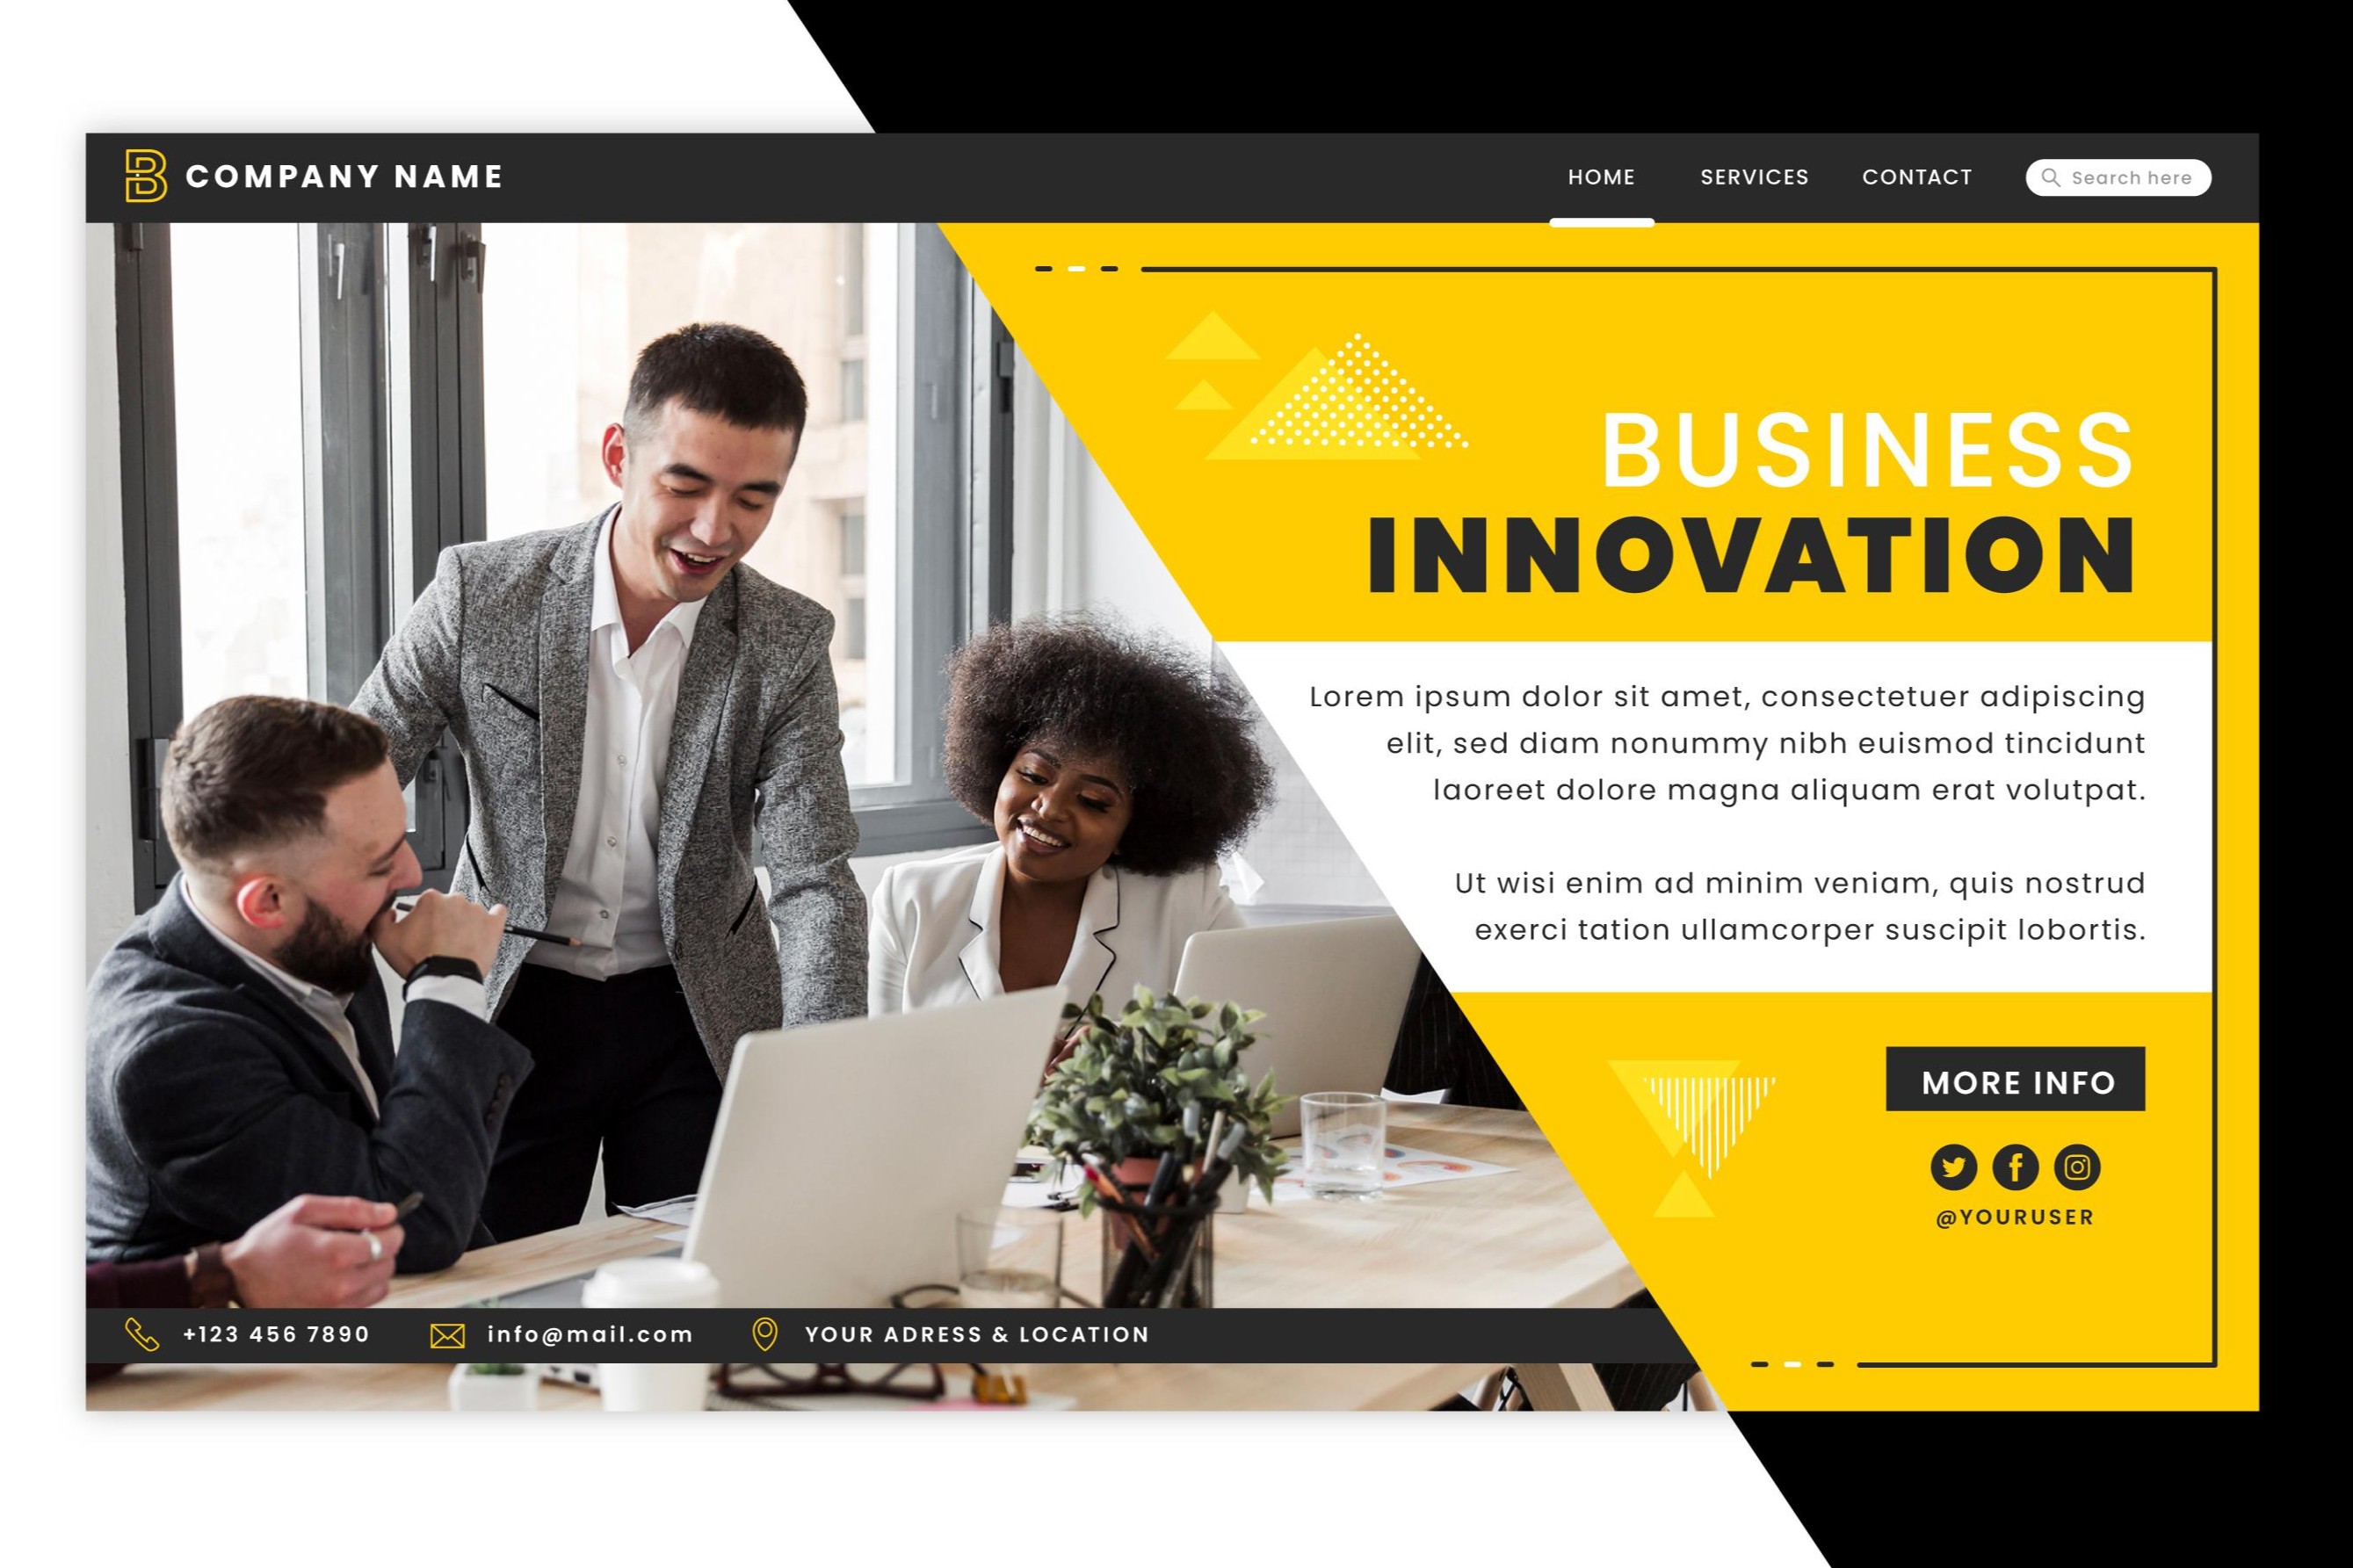 B COMPANY NAME
HOME SERVICES CONTACT Search here
BUSINESS
INNOVATION
Lorem ipsum dolor sit amet, consectetuer adipiscing
elit, sed diam nonummy nibh euismod tincidunt
laoreet dolore magna aliquam erat volutpat.
Ut wisi enim ad minim veniam, quis nostrud
exerci tation ullamcorper suscipit lobortis.
MORE INFO
@YOURUSER
+123 456 7890 info@mail.com YOUR ADRESS & LOCATION